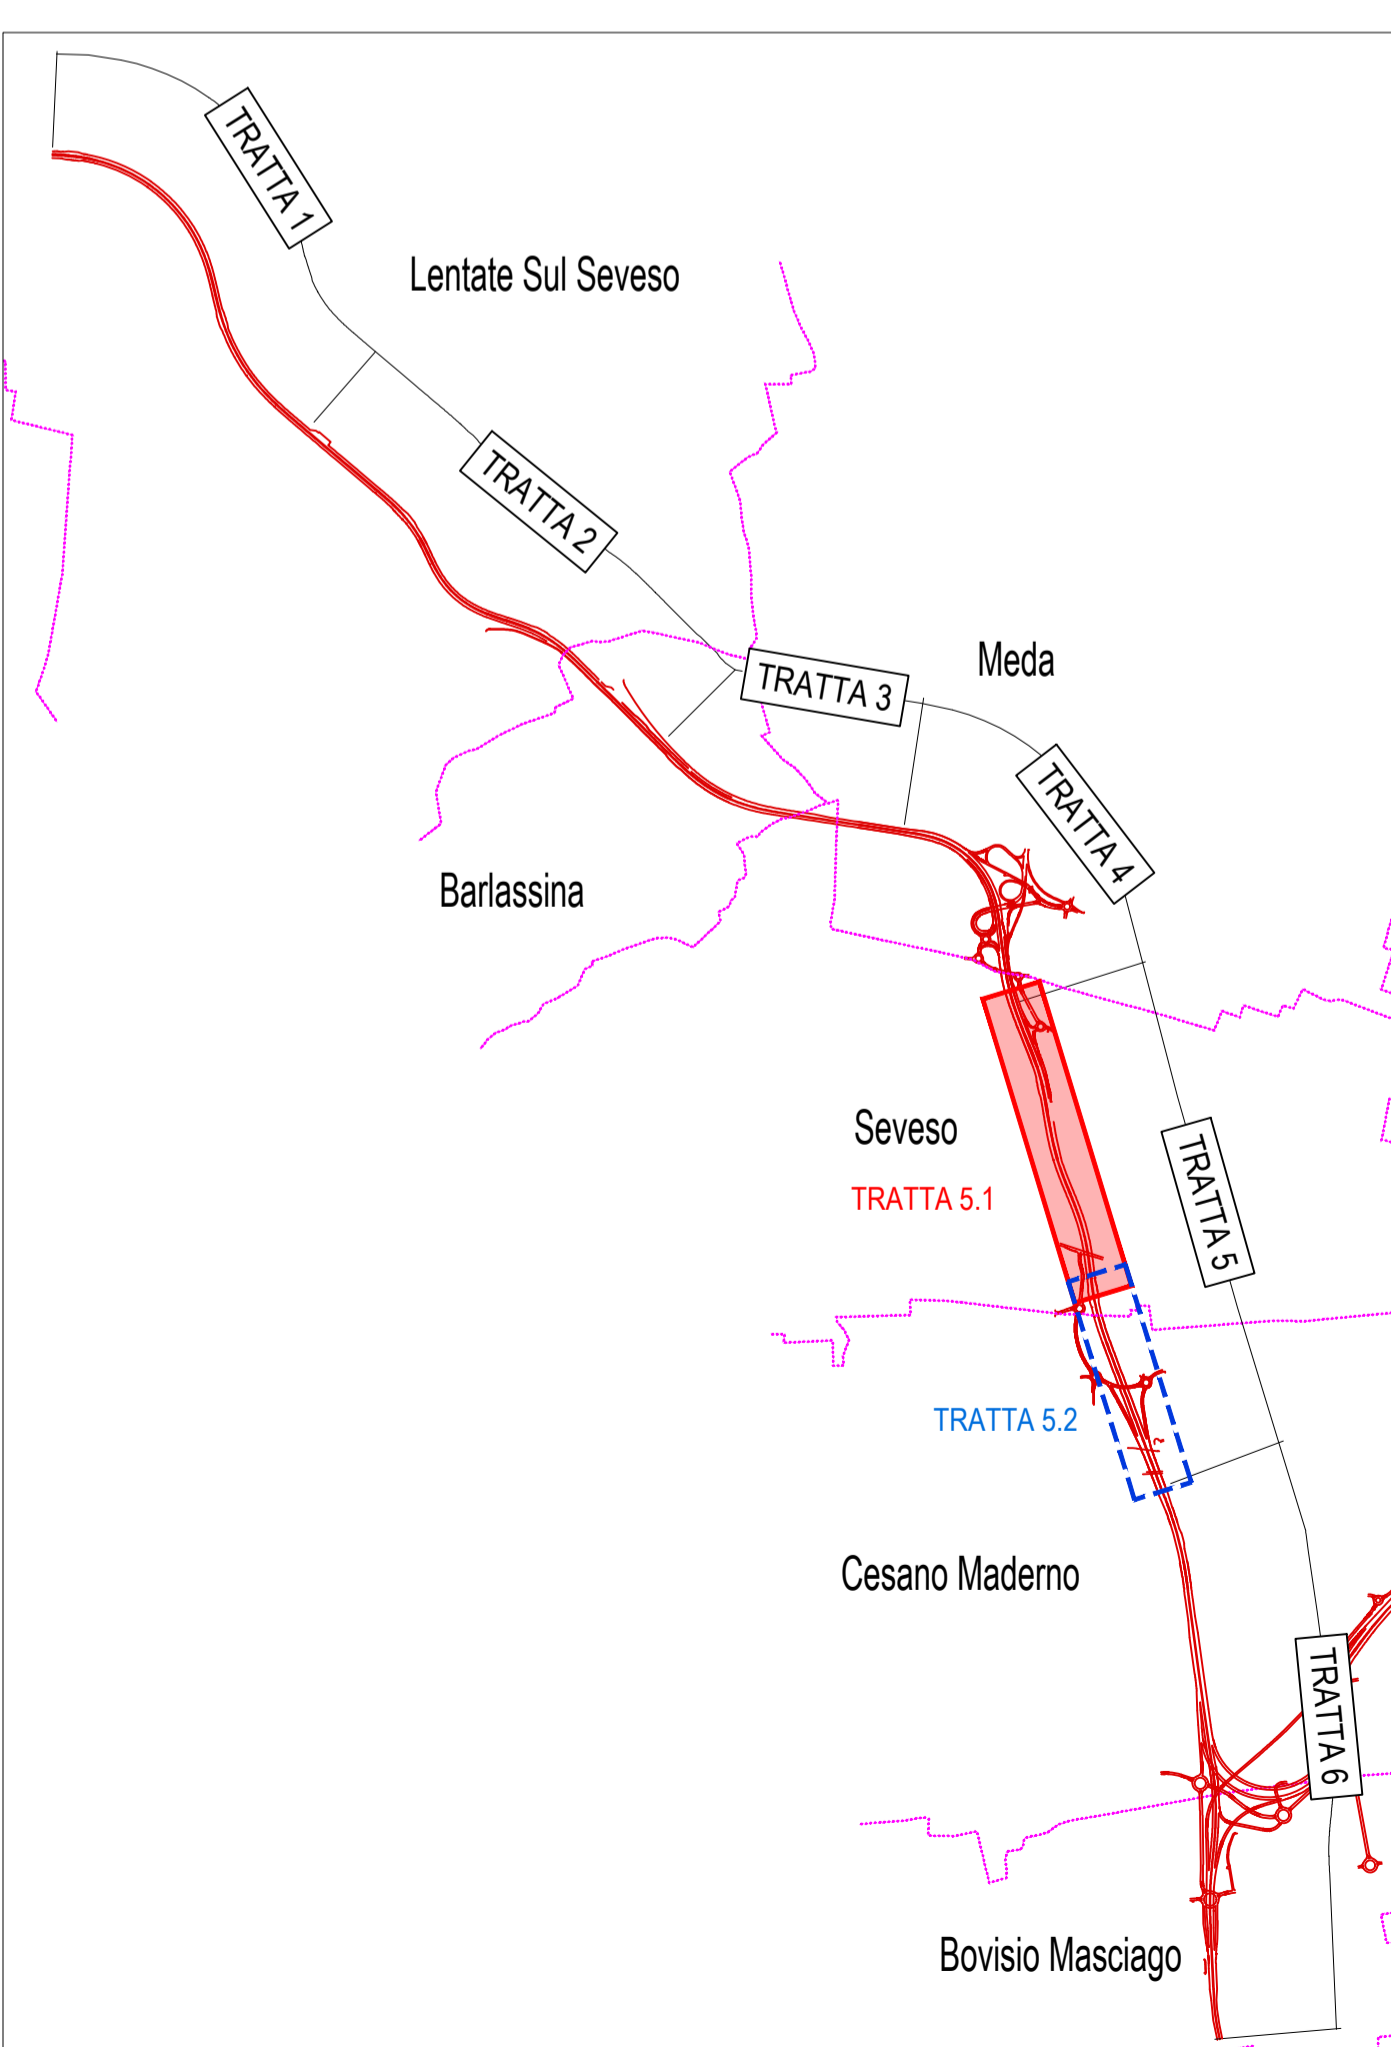 TRATTA 1
Lentate Sul Seveso
TRATTA 2
Meda
TRATTA 3
TRATTA 4
Barlassina
Seveso
TRATTA 5.1
TRATTA 5
TRATTA 5.2
Cesano Maderno
TRATTA 6
Bovisio Masciago